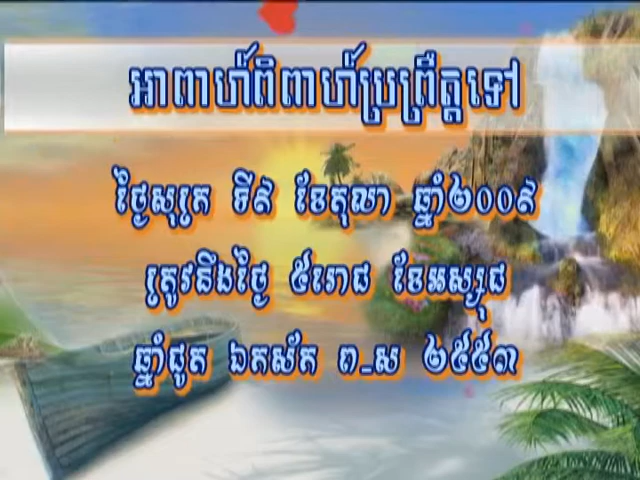 អាពាហ៍ពិពាហ៍ប្រព្រឹត្តទៅ
ថ្ងៃសុក្រ ទី៩ ខែតុលា ឆ្នាំ២០០៩
ត្រូវនឹងថ្ងៃ ៥រោជ ខែអស្សុជ
ឆ្នាំជូត ឯកស័ក ព_ស ២៥៥៣